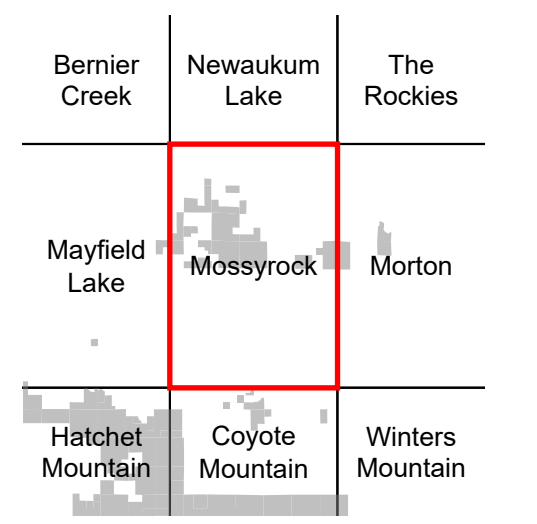 Bernier
Creek
Newaukum
Lake
The
Rockies
Mayfield
Lake
Mossyrock
Morton
Hatchet
Mountain
Coyote
Mountain
Winters
Mountain